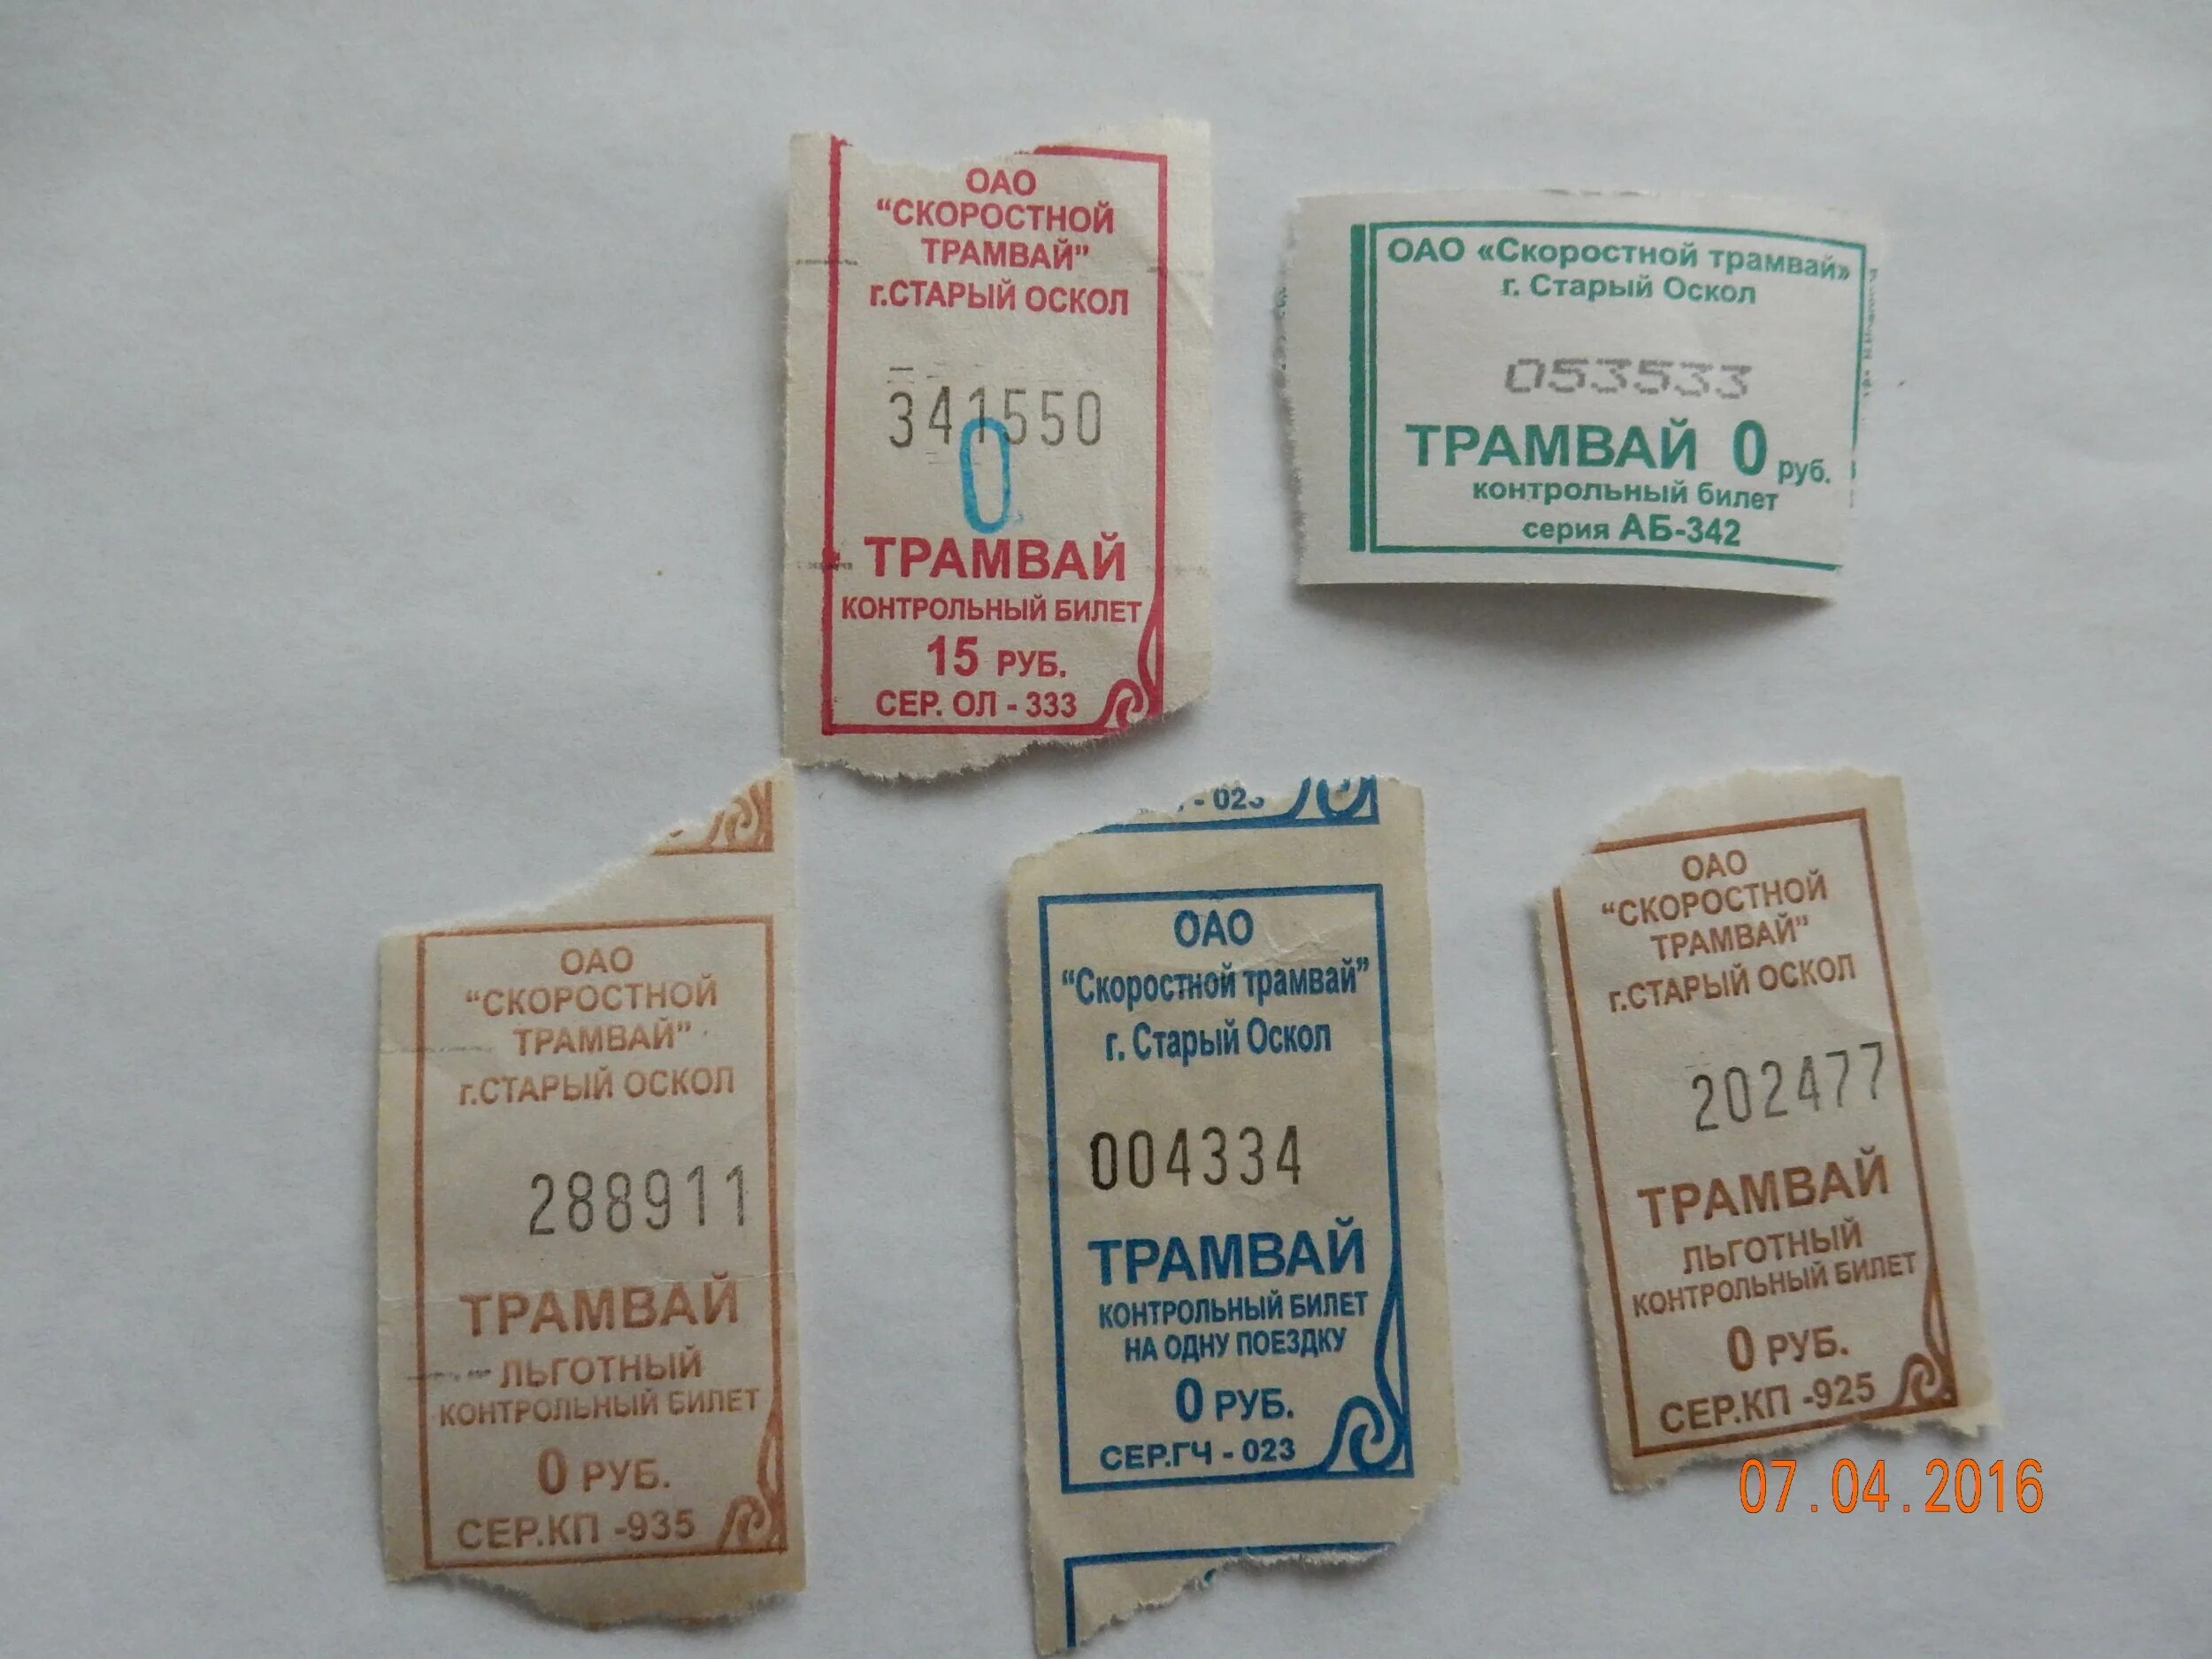 ОАО
“СКОРОСТНОЙ
ТРАМВАЙ”
г.СТАРЫЙ ОСКОЛ
341550
0
ТРАМВАЙ
КОНТРОЛЬНЫЙ БИЛЕТ
15 РУБ.
СЕР. ОЛ - 333
ОАО «Скоростной трамвай»
г. Старый Оскол
053533
ТРАМВАЙ 0 руб.
контрольный билет
серия АБ-342
ОАО
“СКОРОСТНОЙ
ТРАМВАЙ”
г.СТАРЫЙ ОСКОЛ
288911
ТРАМВАЙ
ЛЬГОТНЫЙ
КОНТРОЛЬНЫЙ БИЛЕТ
0 РУБ.
СЕР.КП -935
- 023
ОАО
“Скоростной трамвай”
г. Старый Оскол
004334
ТРАМВАЙ
КОНТРОЛЬНЫЙ БИЛЕТ
НА ОДНУ ПОЕЗДКУ
0 РУБ.
СЕР.ГЧ - 023
ОАО
“СКОРОСТНОЙ
ТРАМВАЙ”
г.СТАРЫЙ ОСКОЛ
202477
ТРАМВАЙ
ЛЬГОТНЫЙ
КОНТРОЛЬНЫЙ БИЛЕТ
0 РУБ.
СЕР.КП -925
07.04.2016